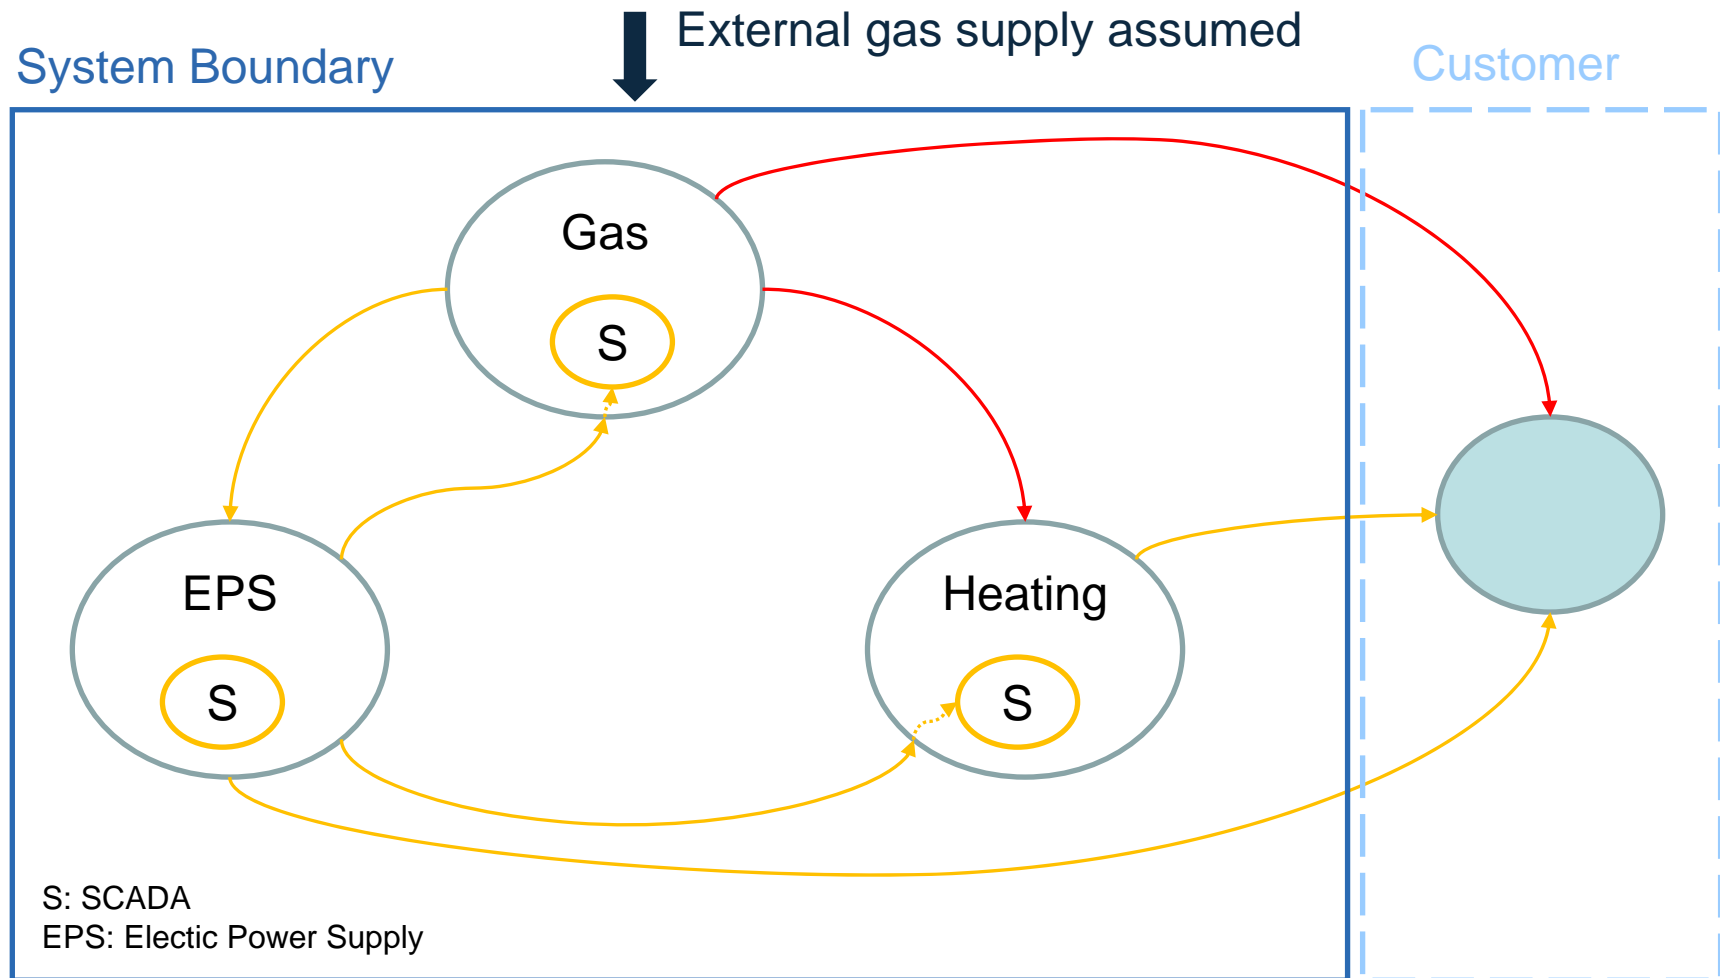 External gas supply assumed
System Boundary
Customer
Gas
S
EPS
Heating
S
S
S: SCADA
EPS: Electic Power Supply